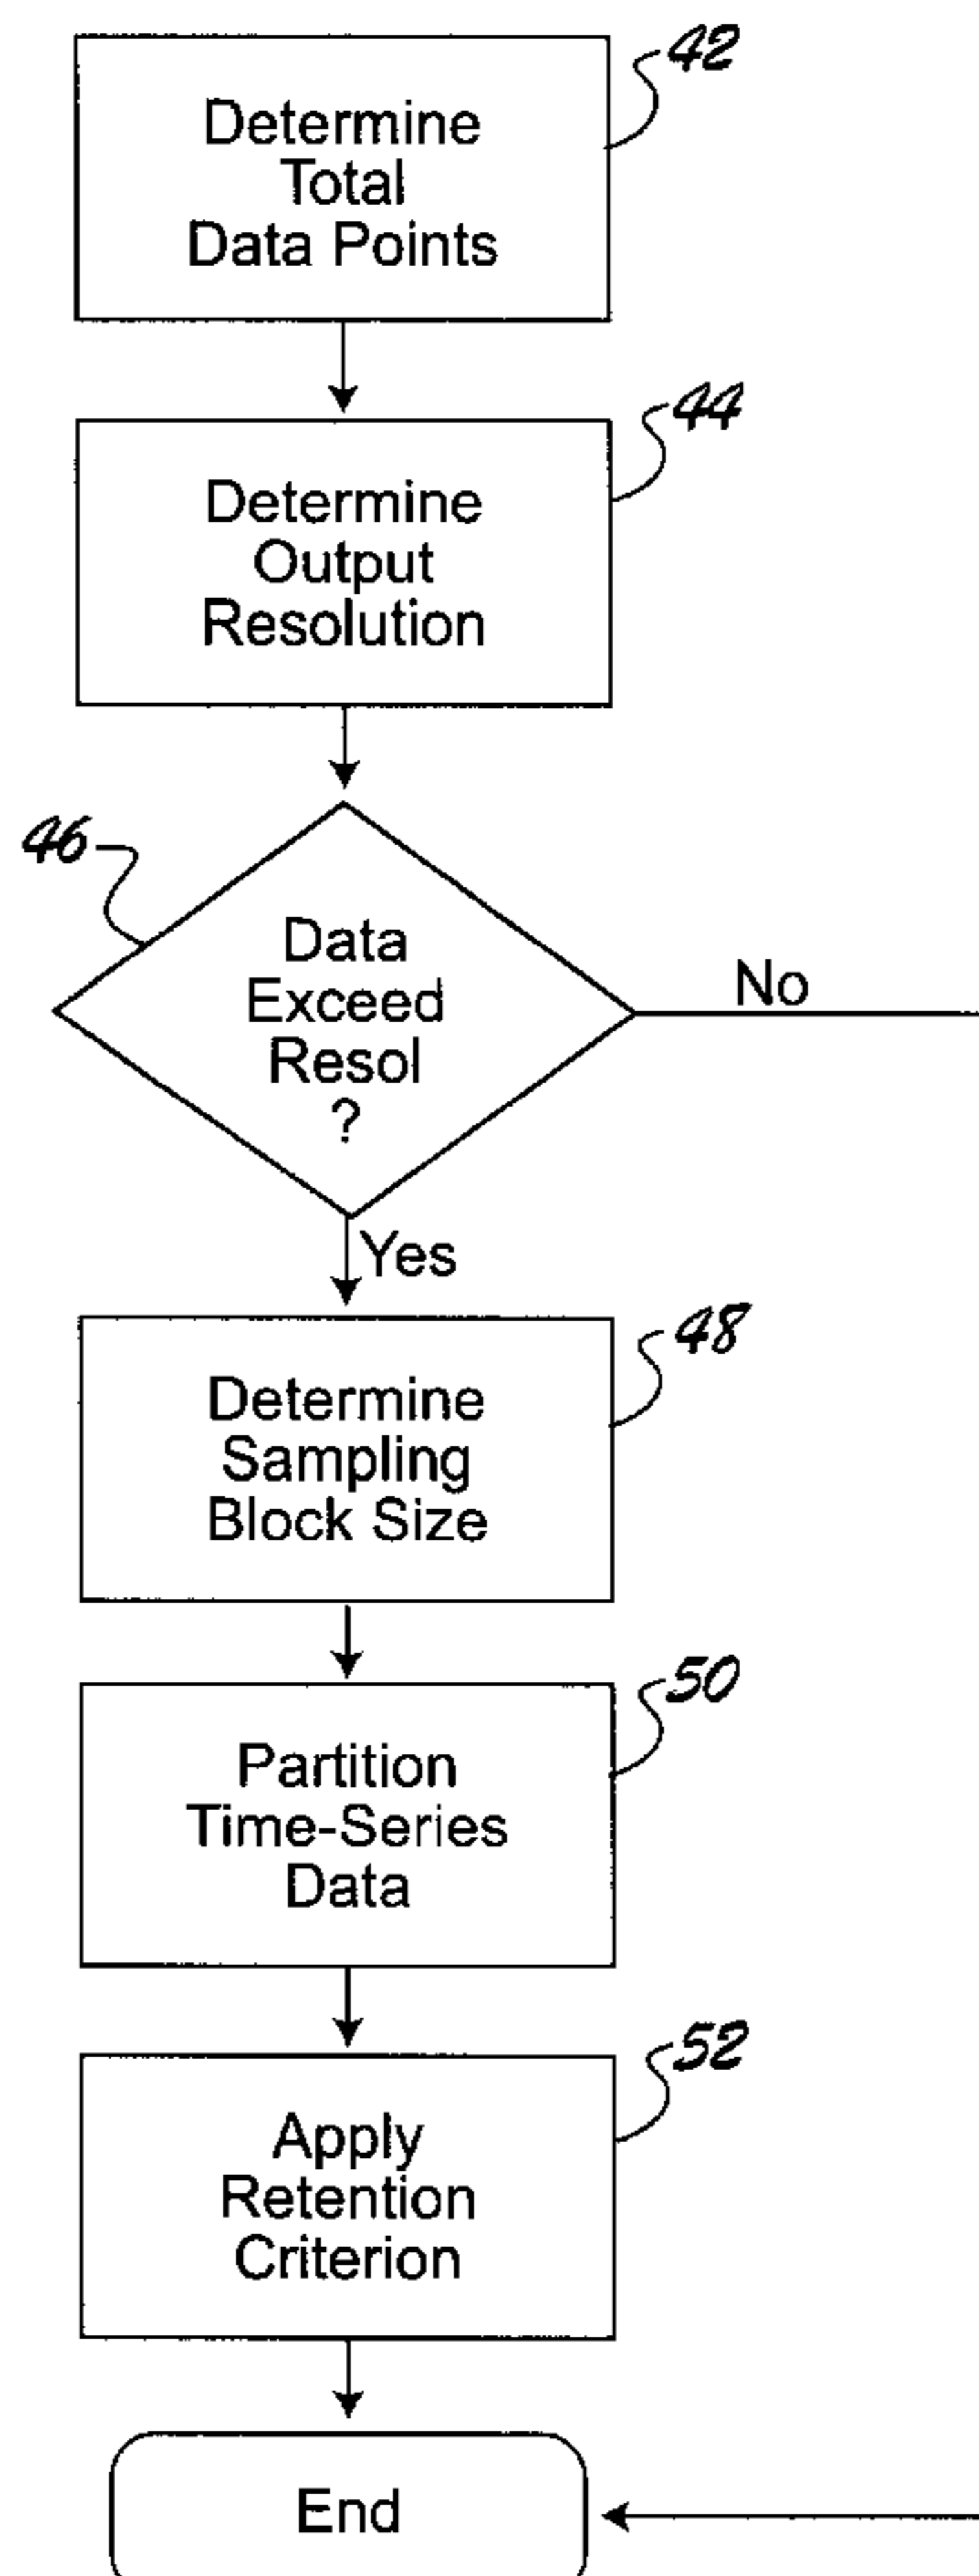 42
Determine
Total
Data Points
44
Determine
Output
Resolution
46
Data
Exceed
Resol
?
No
Yes
48
Determine
Sampling
Block Size
50
Partition
Time-Series
Data
52
Apply
Retention
Criterion
End